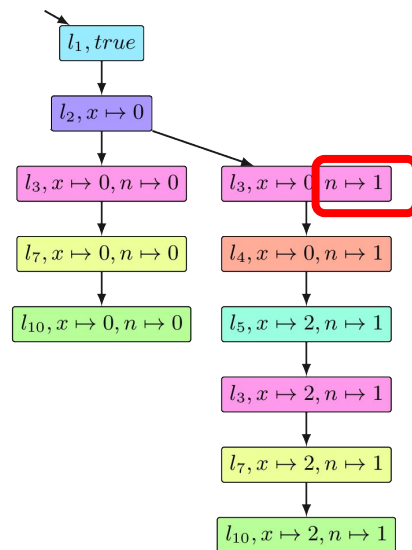 l₁, true
l₂, x ↦ 0
l₃, x ↦ 0, n ↦ 0
l₃, x ↦ 0 n ↦ 1
l₇, x ↦ 0, n ↦ 0
l₄, x ↦ 0, n ↦ 1
l₁₀, x ↦ 0, n ↦ 0
l₅, x ↦ 2, n ↦ 1
l₃, x ↦ 2, n ↦ 1
l₇, x ↦ 2, n ↦ 1
l₁₀, x ↦ 2, n ↦ 1